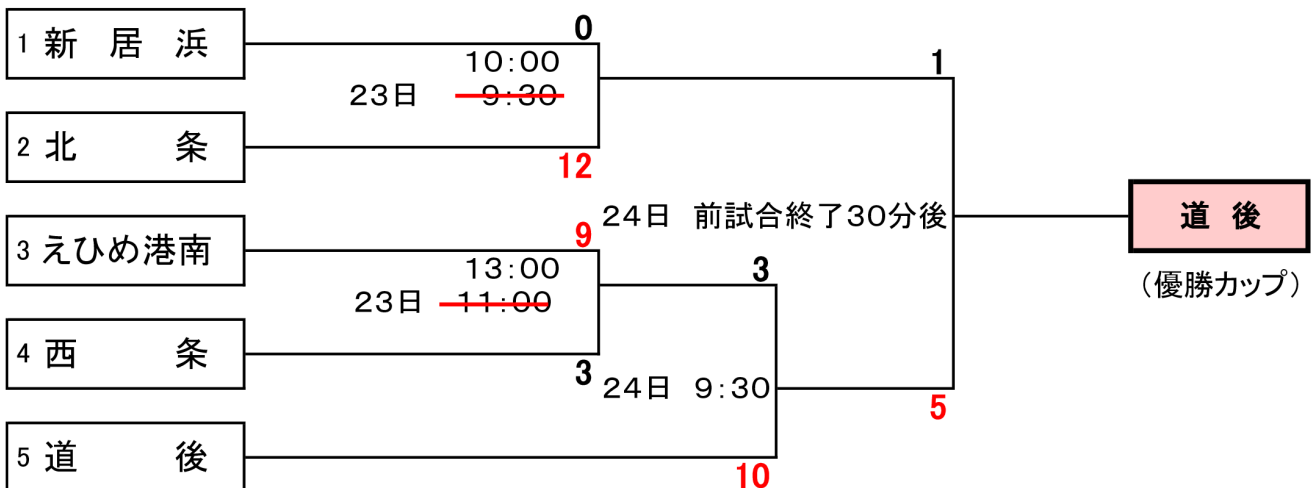 1 新居浜
0
10:00
23日 9:30
2 北条
12
1
24日 前試合終了30分後
道後
(優勝カップ)
3 えひめ港南
9
13:00
23日 11:00
3
4 西条
3
24日 9:30
5
5 道後
10